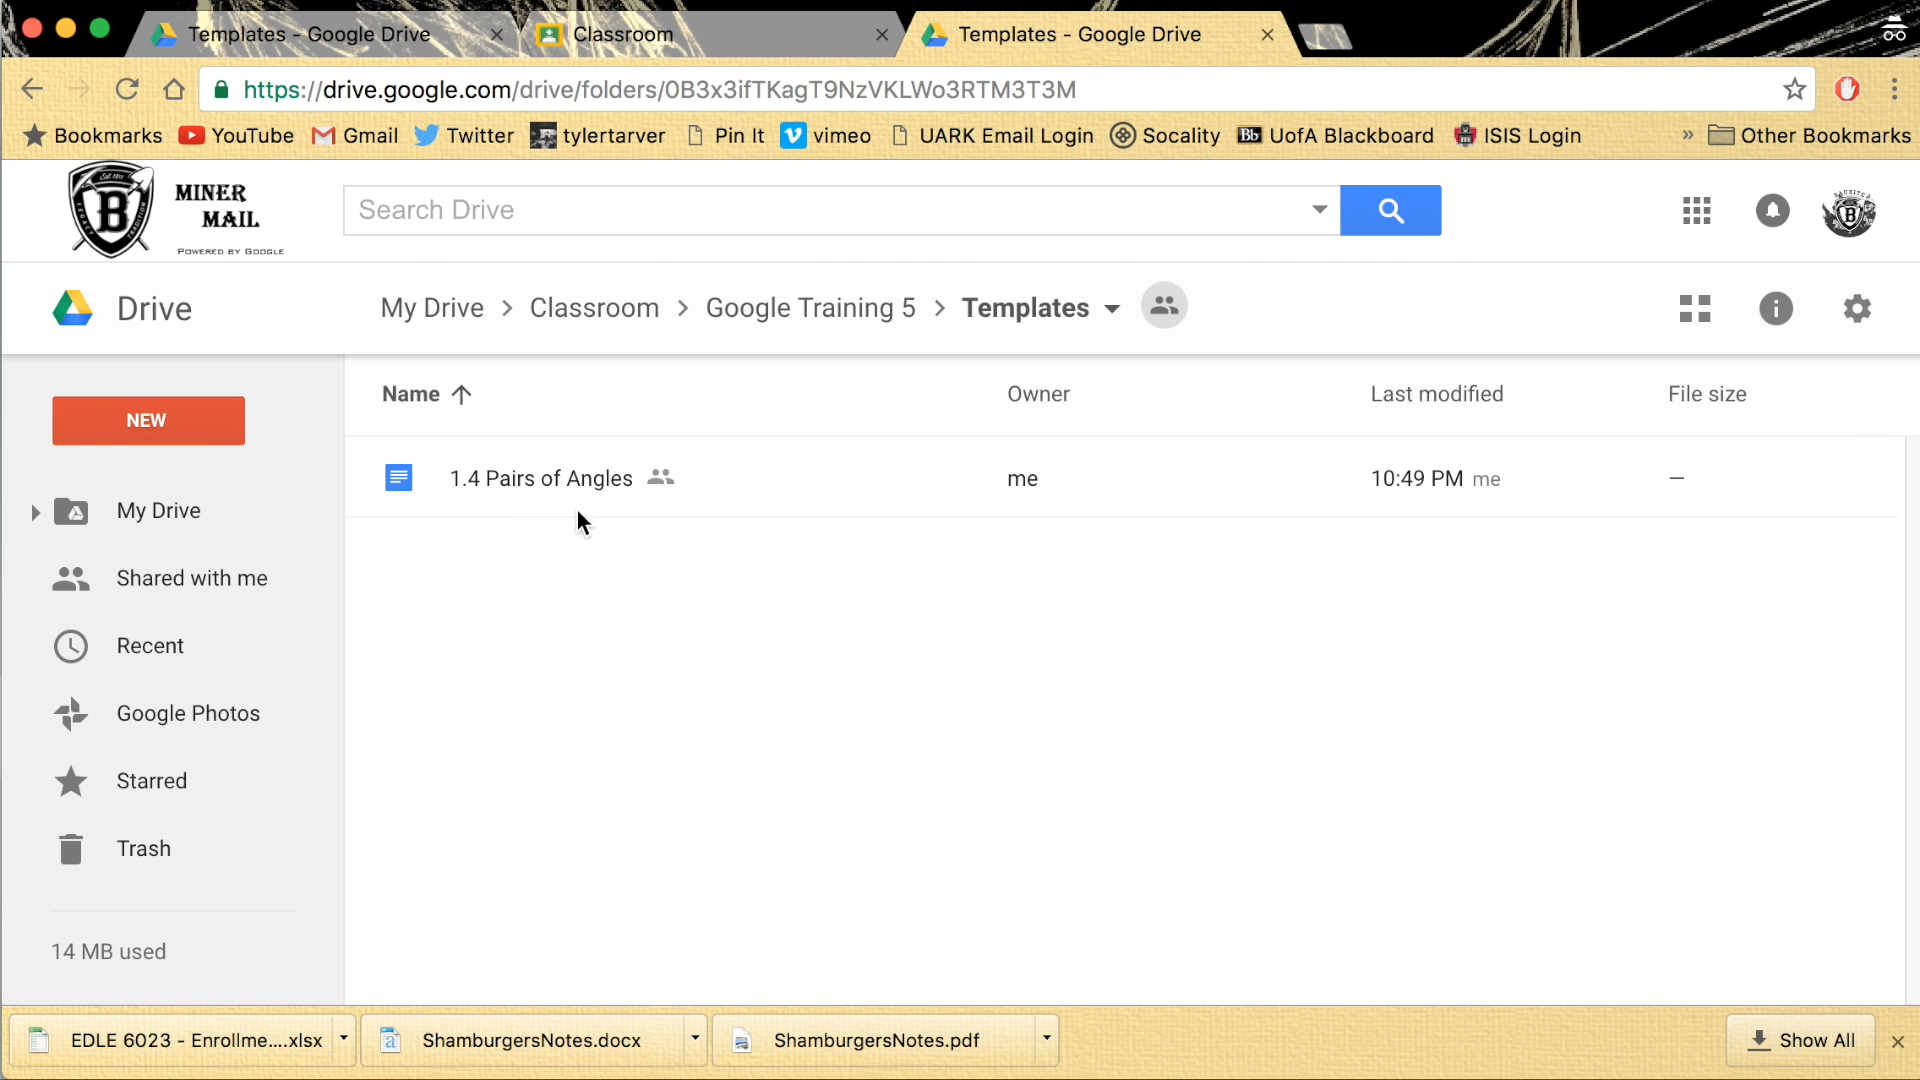 Templates - Google Drive
Classroom
Templates - Google Drive
https://drive.google.com/drive/folders/0B3x3ifTKagT9NzVKLWo3RTM3T3M
Bookmarks YouTube Gmail Twitter tylertarver Pin It vimeo UARK Email Login Socality Bb UofA Blackboard ISIS Login » Other Bookmarks
B MINER MAIL
POWERED BY GOOGLE
Search Drive
Drive
My Drive > Classroom > Google Training 5 > Templates
Name Owner Last modified File size
NEW
1.4 Pairs of Angles me 10:49 PM me –
My Drive
Shared with me
Recent
Google Photos
Starred
Trash
14 MB used
EDLE 6023 - Enrollme....xlsx ShamburgersNotes.docx ShamburgersNotes.pdf Show All